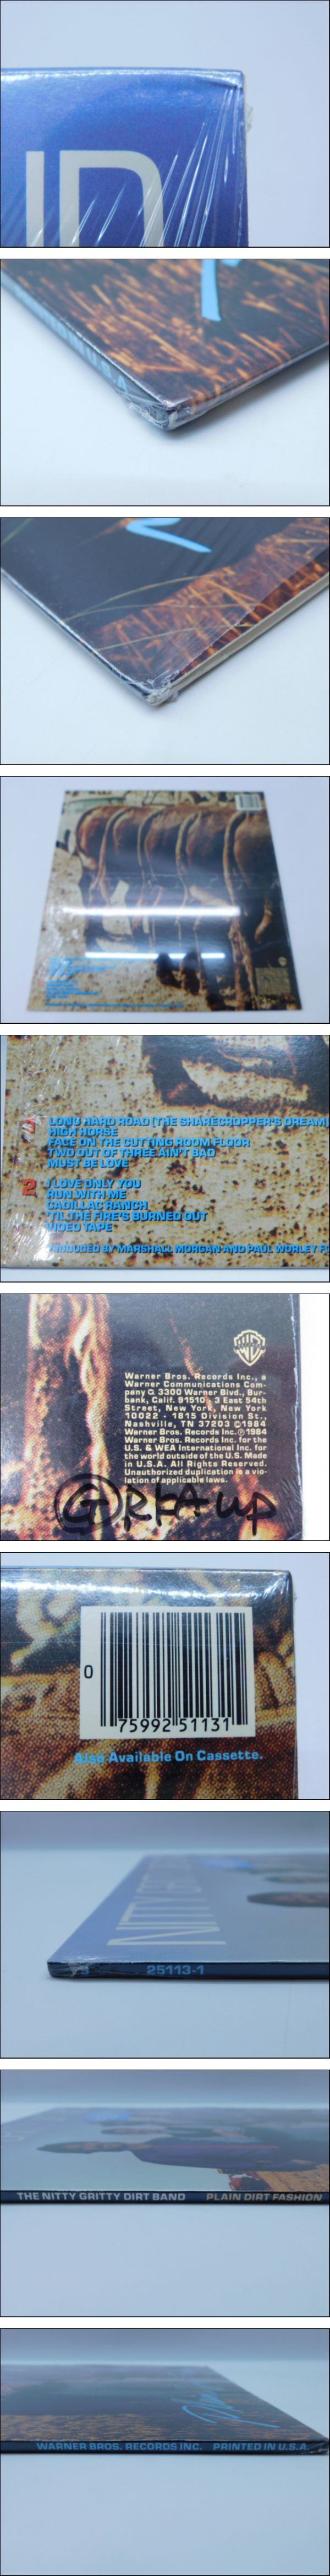 ID
U.S.A.
1
LONG HARD ROAD (THE SHARECROPPER'S DREAM)
HIGH HORSE
FACE ON THE CUTTING ROOM FLOOR
TWO OUT OF THREE AIN'T BAD
MUST BE LOVE
2
I LOVE ONLY YOU
RUN WITH ME
CADILLAC RANCH
'TIL THE FIRE'S BURNED OUT
VIDEO TAPE
PRODUCED BY MARSHALL MORGAN AND PAUL WORLEY F
Warner Bros. Records Inc., a
Warner Communications Com-
pany 3300 Warner Blvd., Bur-
bank, Calif. 91510 • 3 East 54th
Street, New York, New York
10022 • 1815 Division St.,
Nashville, TN 37203 ©1984
Warner Bros. Records Inc. ℗1984
Warner Bros. Records Inc. for the
U.S. & WEA International Inc. for
the world outside of the U.S. Made
in U.S.A. All Rights Reserved.
Unauthorized duplication is a vio-
lation of applicable laws.
0
75992 51131
Also Available On Cassette.
NITTY
25113-1
THE NITTY GRITTY DIRT BAND PLAIN DIRT FASHION
WARNER BROS. RECORDS INC. PRINTED IN U.S.A.